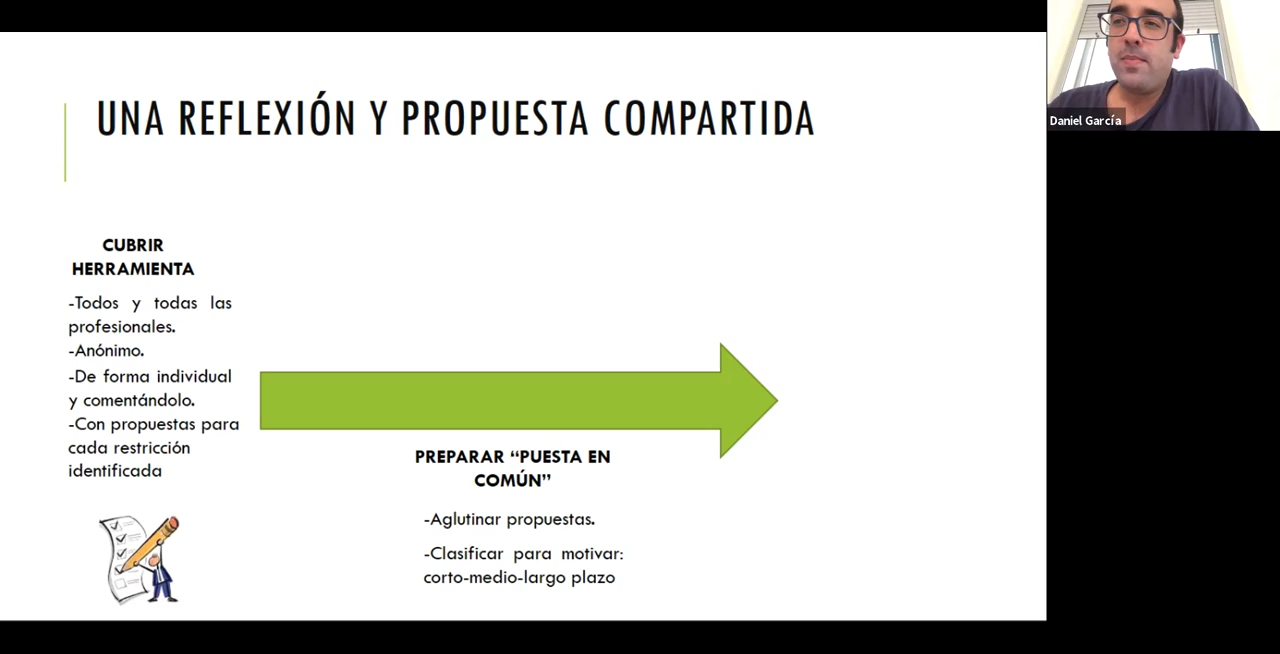 UNA REFLEXIÓN Y PROPUESTA COMPARTIDA
Daniel García
CUBRIR
HERRAMIENTA
-Todos y todas las
profesionales.
-Anónimo.
-De forma individual
y comentándolo.
-Con propuestas para
cada restricción
identificada
PREPARAR “PUESTA EN
COMÚN”
-Aglutinar propuestas.
-Clasificar para motivar:
corto-medio-largo plazo